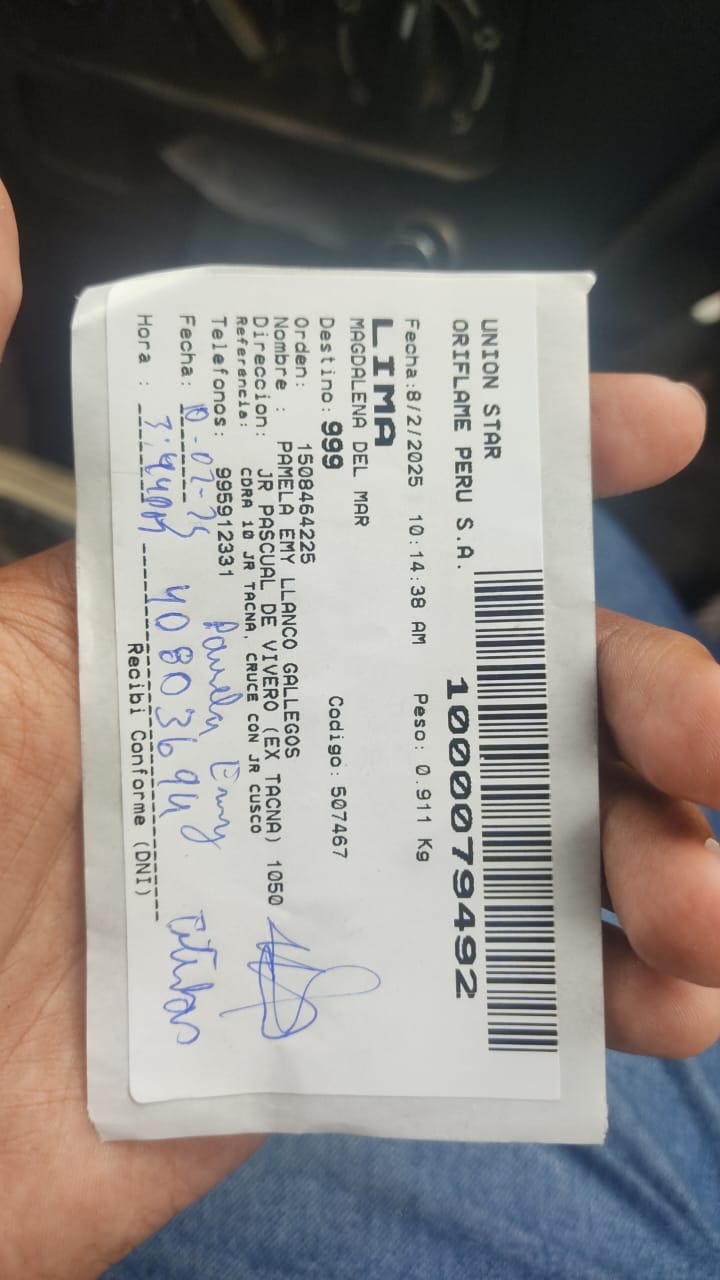 UNION STAR
ORIFLAME PERU S.A.
1000079492
Fecha:8/2/2025 10:14:38 AM Peso: 0.911 Kg
LIMA
MAGDALENA DEL MAR
Destino: 999 Codigo: 507467
Orden: 1508464225
Nombre : PAMELA EMY LLANCO GALLEGOS
Direccion: JR PASCUAL DE VIVERO (EX TACNA) 1050
Referencia: CDRA 10 JR TACNA, CRUCE CON JR CUSCO
Telefonos: 995912331
Pamela Emy
Fecha: 10-02-25
40803694
Hora : 3:44PM
Recibi Conforme (DNI)